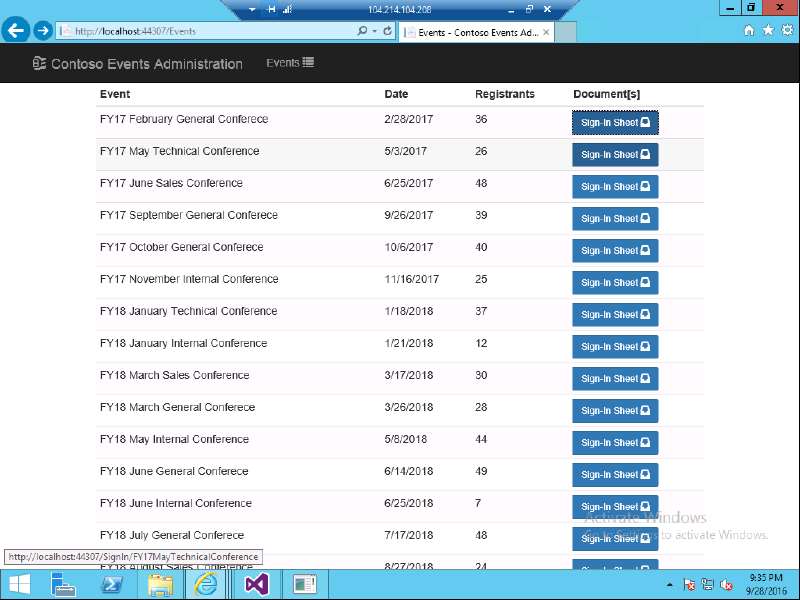 104.214.104.208
http://localhost:44307/Events
Events - Contoso Events Ad...
Contoso Events Administration Events
Event Date Registrants Document[s]
FY17 February General Conferece 2/28/2017 36 Sign-In Sheet
FY17 May Technical Conference 5/3/2017 26 Sign-In Sheet
FY17 June Sales Conference 6/25/2017 48 Sign-In Sheet
FY17 September General Conferece 9/26/2017 39 Sign-In Sheet
FY17 October General Conferece 10/6/2017 40 Sign-In Sheet
FY17 November Internal Conference 11/16/2017 25 Sign-In Sheet
FY18 January Technical Conference 1/18/2018 37 Sign-In Sheet
FY18 January Internal Conference 1/21/2018 12 Sign-In Sheet
FY18 March Sales Conference 3/17/2018 30 Sign-In Sheet
FY18 March General Conferece 3/26/2018 28 Sign-In Sheet
FY18 May Internal Conference 5/8/2018 44 Sign-In Sheet
FY18 June General Conferece 6/14/2018 49 Sign-In Sheet
FY18 June Internal Conference 6/25/2018 7 Sign-In Sheet
Activate Windows
FY18 July General Conferece 7/17/2018 48 Sign-In Sheet
to activate Windows.
http://localhost:44307/SignIn/FY17MayTechnicalConference
FY18 August Sales Conference 8/27/2018 24
9:35 PM
9/28/2016